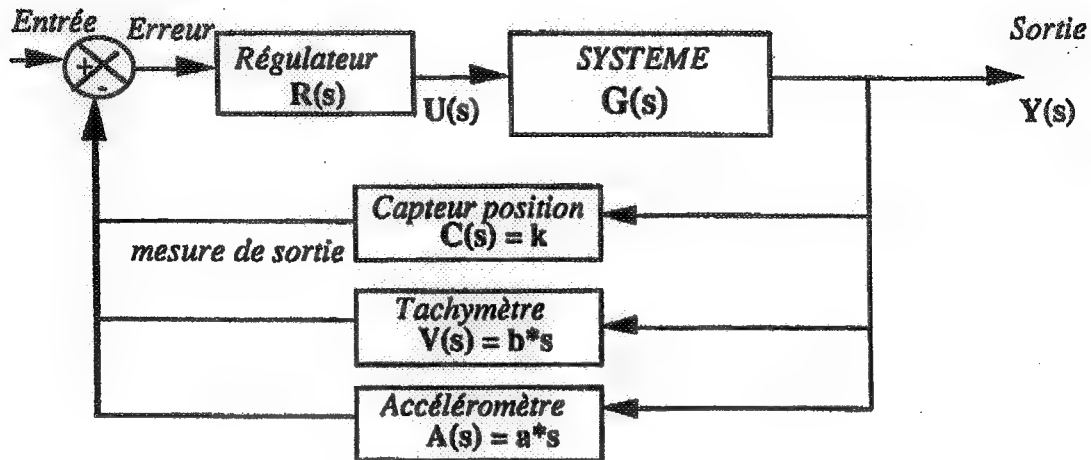 Entrée
Erreur
Régulateur
R(s)
U(s)
SYSTEME
G(s)
Sortie
Y(s)
+
-
Capteur position
C(s) = k
mesure de sortie
Tachymètre
V(s) = b*s
Accéléromètre
A(s) = a*s